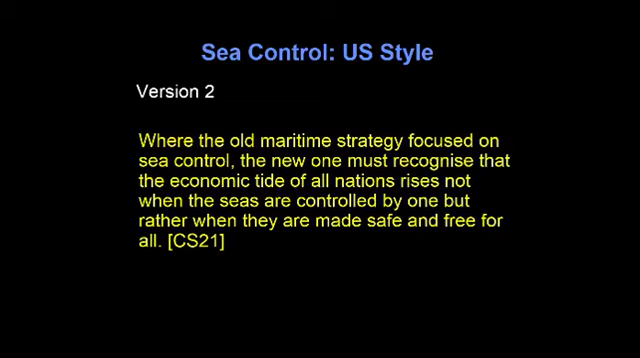 Sea Control: US Style
Version 2
Where the old maritime strategy focused on
sea control, the new one must recognise that
the economic tide of all nations rises not
when the seas are controlled by one but
rather when they are made safe and free for
all. [CS21]